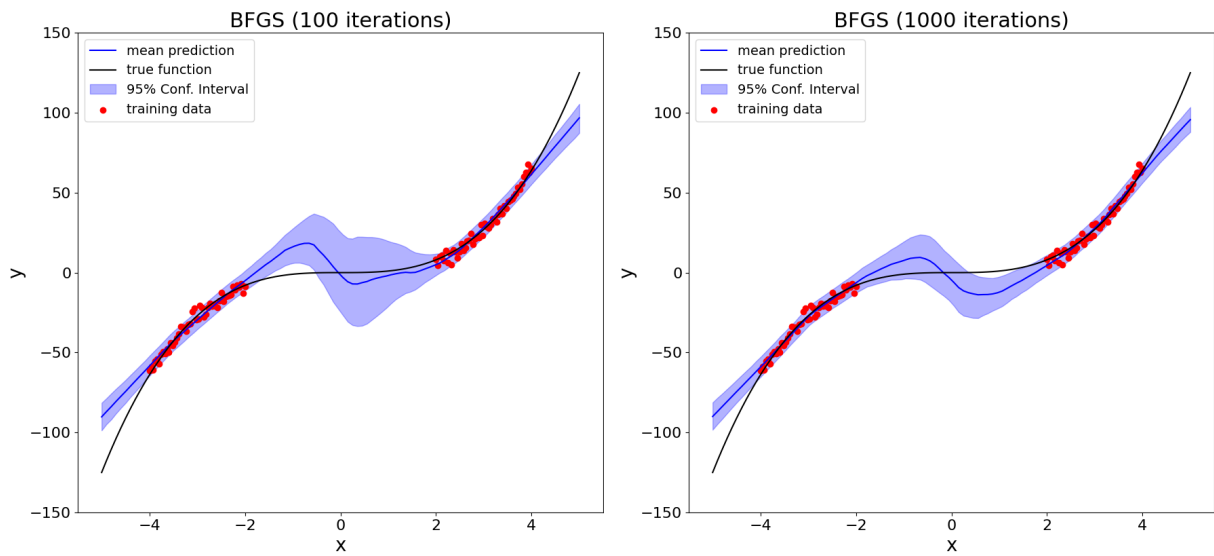 BFGS (100 iterations)
150
100
50
0
−50
−100
−150
y
−4
−2
0
2
4
x
mean prediction
true function
95% Conf. Interval
training data
BFGS (1000 iterations)
150
100
50
0
−50
−100
−150
y
−4
−2
0
2
4
x
mean prediction
true function
95% Conf. Interval
training data